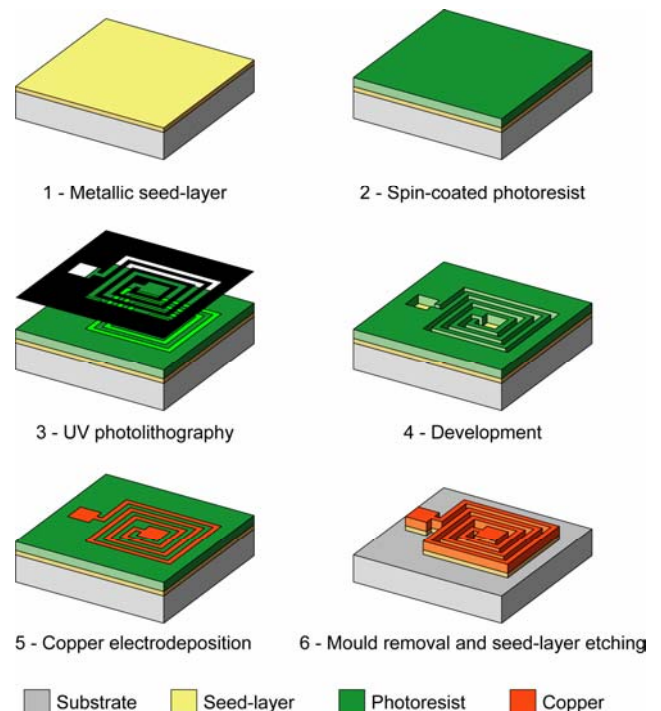 1 - Metallic seed-layer
2 - Spin-coated photoresist
3 - UV photolithography
4 - Development
5 - Copper electrodeposition
6 - Mould removal and seed-layer etching
Substrate
Seed-layer
Photoresist
Copper